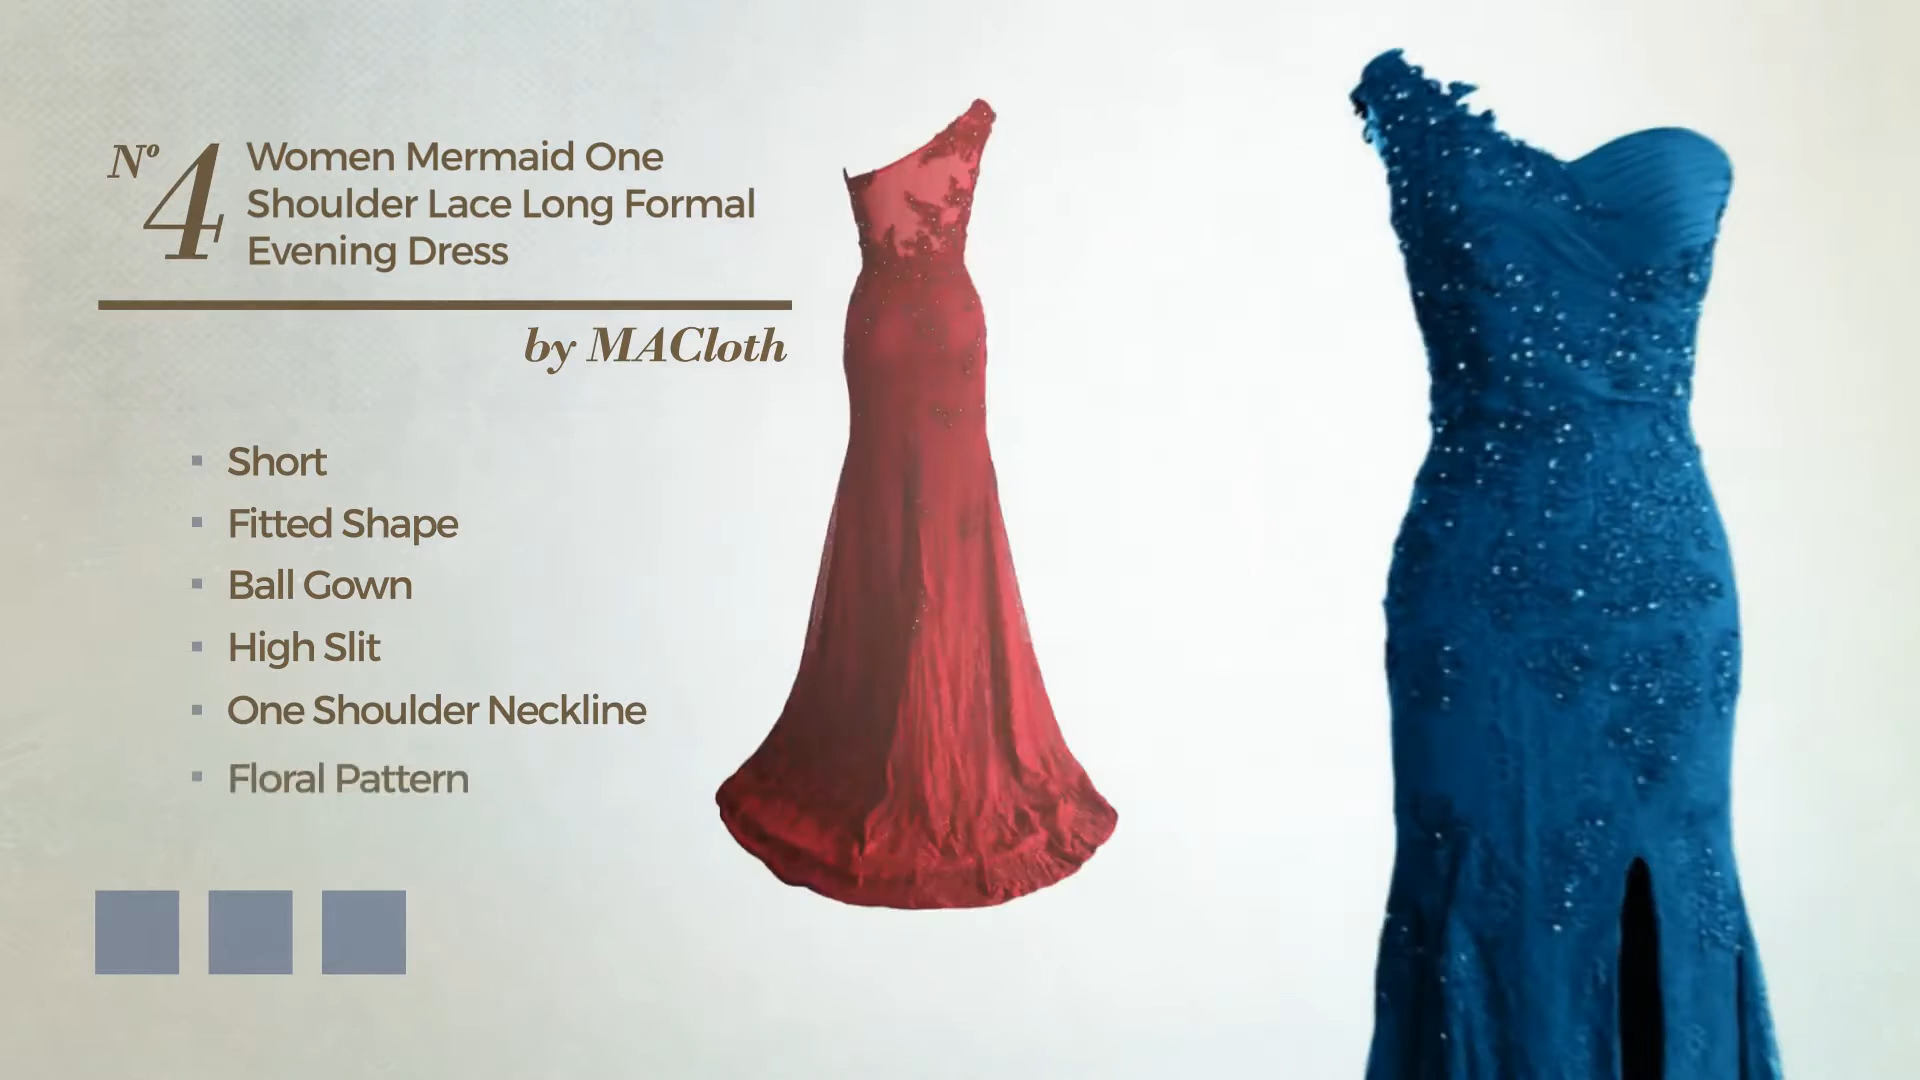 Nº 4
Women Mermaid One
Shoulder Lace Long Formal
Evening Dress
by MACloth
Short
Fitted Shape
Ball Gown
High Slit
One Shoulder Neckline
Floral Pattern